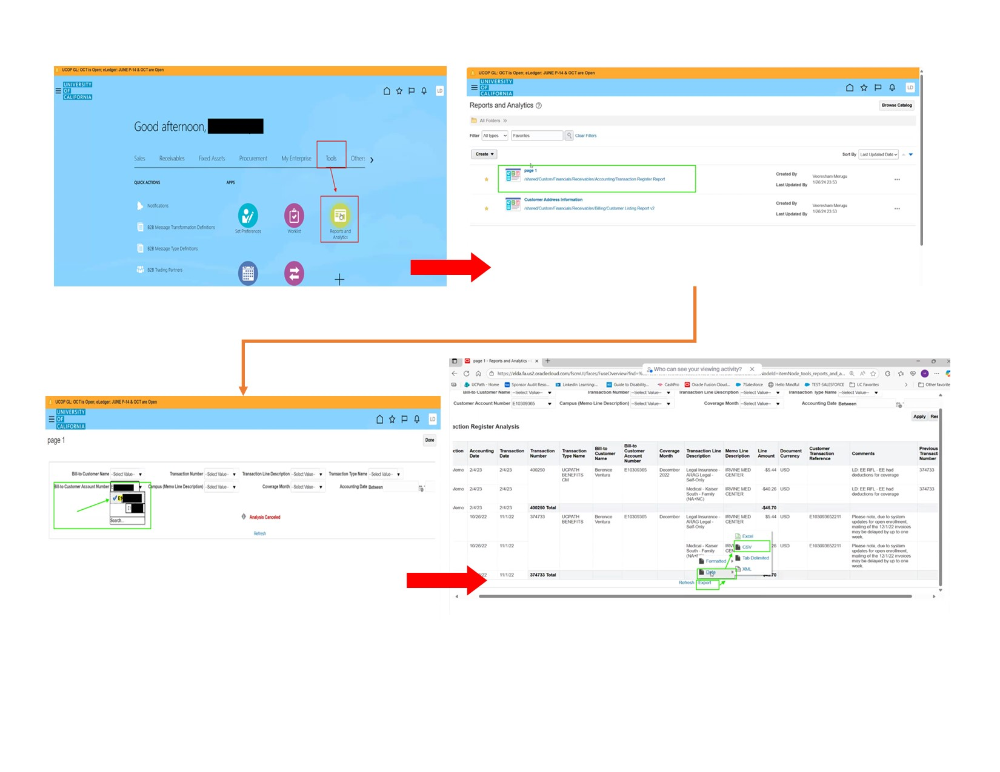 UCOP GL: OCT is Open; eLedger: JUNE P-14 & OCT are Open
UNIVERSITY
OF
CALIFORNIA
LD
Good afternoon,
Sales Receivables Fixed Assets Procurement My Enterprise Tools Others
QUICK ACTIONS APPS
Notifications
B2B Message Transformation Definitions
B2B Message Type Definitions
B2B Trading Partners
Set Preferences Worklist Reports and
Analytics
UCOP GL: OCT is Open; eLedger: JUNE P-14 & OCT are Open
UNIVERSITY
OF
CALIFORNIA
LD
Reports and Analytics
Browse Catalog
All Folders
Filter All types Favorites Clear Filters
Create Sort By Last Updated Date
page 1
/shared/Custom/Financials/Receivables/Accounting/Transaction Register Report
Created By Veeresham Merugu
Last Updated By 1/26/24 23:53
Customer Address Information
/shared/Custom/Financials/Receivables/Billing/Customer Listing Report v2
Created By Veeresham Merugu
Last Updated By 1/26/24 23:53
UCOP GL: OCT is Open; eLedger: JUNE P-14 & OCT are Open
UNIVERSITY
OF
CALIFORNIA
LD
page 1
Done
Bill-to Customer Name --Select Value-- Transaction Number --Select Value-- Transaction Line Description --Select Value-- Transaction Type Name --Select Value--
Bill-to Customer Account Number Campus (Memo Line Description) --Select Value-- Coverage Month --Select Value-- Accounting Date Between
Search...
Analysis Canceled
Refresh
page 1 - Reports and Analytics -
https://elda.fa.us2.oraclecloud.com/fscmUI/faces/FuseOverview?fnd=% Who can see your viewing activity? NodeId=itemNode_tools_reports_and_a...
UCPath - Home Sponsor Audit Reso... LinkedIn Learning:... Guide to Disability... CashPro Oracle Fusion Cloud... 7Salesforce Hello Mindful TEST-SALESFORCE UC Favorites Other favorite
Bill-to Customer Name --Select Value-- Transaction Number --Select Value-- Transaction Line Description --Select Value-- Transaction Type Name --Select Value--
Customer Account Number E10309365 Campus (Memo Line Description) --Select Value-- Coverage Month --Select Value-- Accounting Date Between
Apply Res
action Register Analysis
ction Accounting Date Transaction Date Transaction Number Transaction Type Name Bill-to Customer Name Bill-to Customer Account Number Coverage Month Transaction Line Description Memo Line Description Line Amount Document Currency Customer Transaction Reference Comments Previous Transact Number
Memo 2/4/23 2/4/23 400250 UCPATH BENEFITS CM Berenice Ventura E10309365 December 2022 Legal Insurance - ARAG Legal - Self-Only IRVINE MED CENTER -$5.44 USD LD: EE RFL - EE had deductions for coverage 374733
Memo 2/4/23 2/4/23 Medical - Kaiser South - Family (NA+NC) IRVINE MED CENTER -$40.26 USD LD: EE RFL - EE had deductions for coverage 374733
Memo 2/4/23 2/4/23 400250 Total -$45.70
10/26/22 11/1/22 374733 UCPATH BENEFITS Berenice Ventura E10309365 December Legal Insurance - ARAG Legal - Self-Only IRVINE MED CENTER $5.44 USD E103093652211 Please note, due to system updates for open enrollment, mailing of the 12/1/22 invoices may be delayed by up to one week.
10/26/22 11/1/22 Medical - Kaiser South - Family 26 USD E103093652211 Please note, due to system updates for open enrollment, mailing of the 12/1/22 invoices may be delayed by up to one week.
11/1/22 374733 Total
Excel
CSV
Tab Delimited
XML
Formatted
Data
Refresh Export